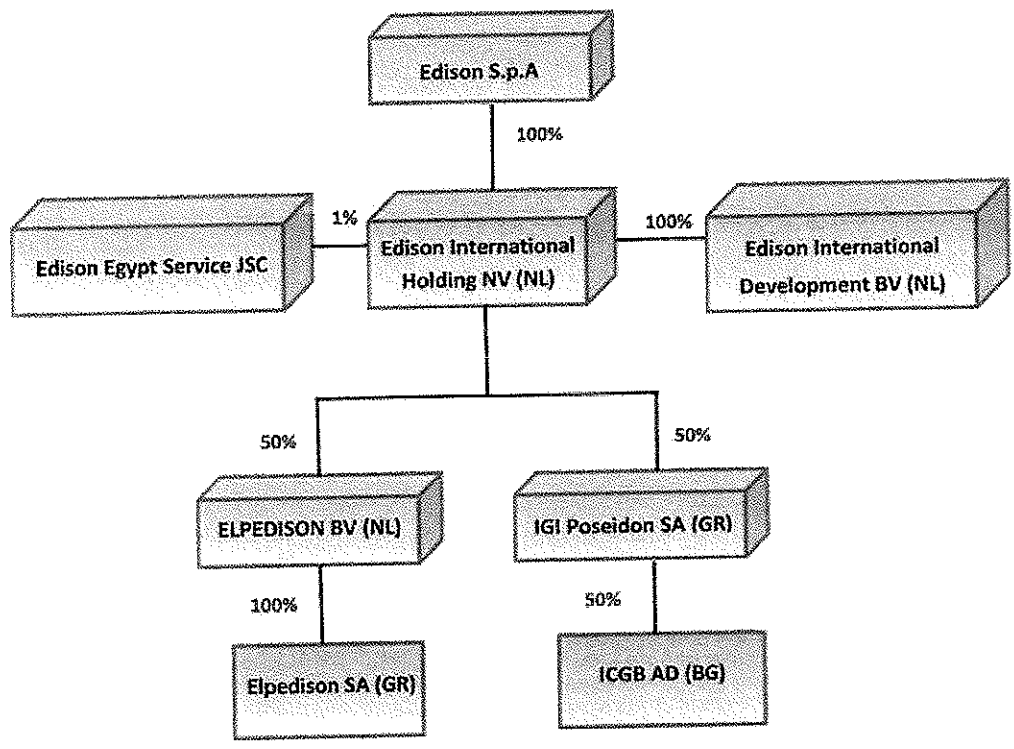 Edison S.p.A
100%
Edison Egypt Service JSC
1%
Edison International
Holding NV (NL)
100%
Edison International
Development BV (NL)
50%
50%
ELPEDISON BV (NL)
IGI Poseidon SA (GR)
100%
50%
Elpedison SA (GR)
ICGB AD (BG)